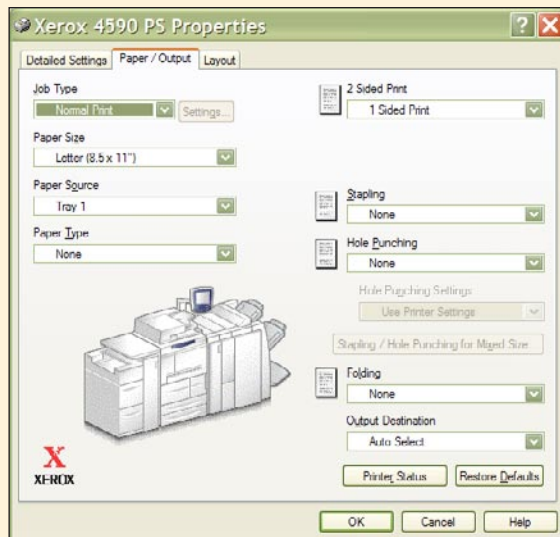 Xerox 4590 PS Properties
Detailed Settings
Paper / Output
Layout
Job Type
Normal Print
Settings...
Paper Size
Letter (8.5 x 11")
Paper Source
Tray 1
Paper Type
None
2 Sided Print
1 Sided Print
Stapling
None
Hole Punching
None
Hole Punching Settings
Use Printer Settings
Stapling / Hole Punching for Mixed Size...
Folding
None
Output Destination
Auto Select
X
XEROX
Printer Status
Restore Defaults
OK
Cancel
Help